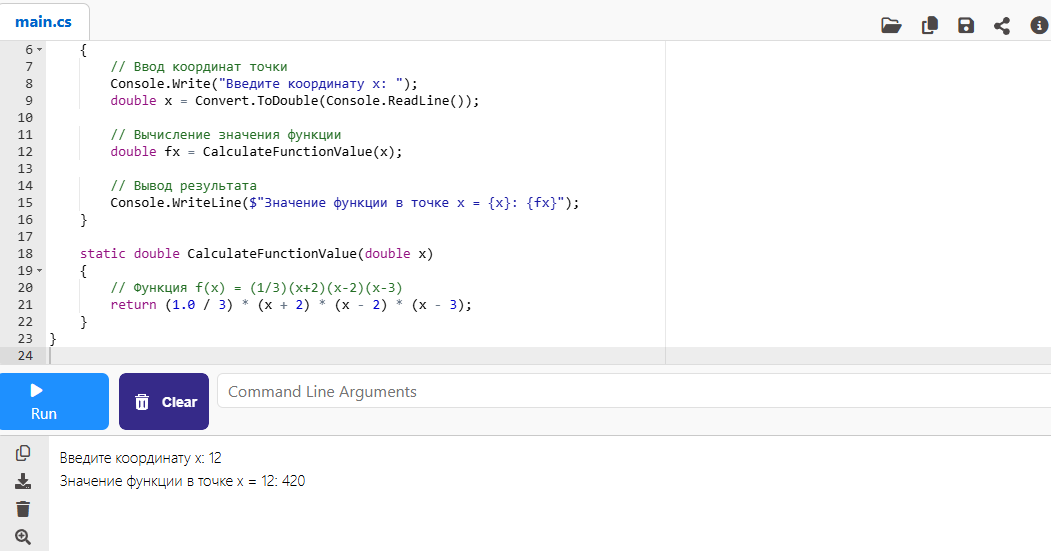 main.cs
6 {
7 // Ввод координат точки
8 Console.Write("Введите координату x: ");
9 double x = Convert.ToDouble(Console.ReadLine());
10
11 // Вычисление значения функции
12 double fx = CalculateFunctionValue(x);
13
14 // Вывод результата
15 Console.WriteLine($"Значение функции в точке x = {x}: {fx}");
16 }
17
18 static double CalculateFunctionValue(double x)
19 {
20 // Функция f(x) = (1/3)(x+2)(x-2)(x-3)
21 return (1.0 / 3) * (x + 2) * (x - 2) * (x - 3);
22 }
23 }
24
Run
Clear
Command Line Arguments
Введите координату x: 12
Значение функции в точке x = 12: 420